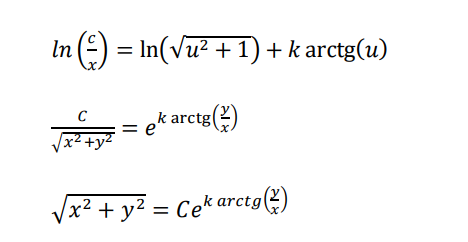 ln(c/x) = ln(√(u² + 1)) + k arctg(u)
C/√(x²+y²) = e^(k arctg(y/x))
√(x² + y²) = Ce^(k arctg(y/x))